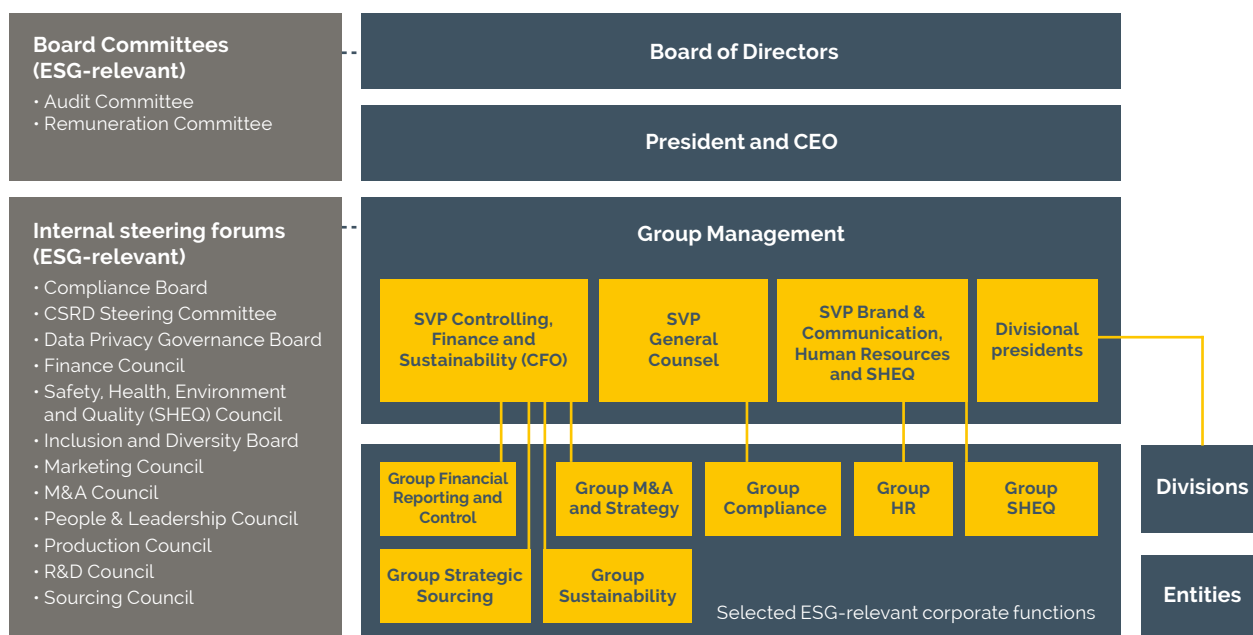 Board Committees
(ESG-relevant)
• Audit Committee
• Remuneration Committee
Board of Directors
President and CEO
Internal steering forums
(ESG-relevant)
• Compliance Board
• CSRD Steering Committee
• Data Privacy Governance Board
• Finance Council
• Safety, Health, Environment
and Quality (SHEQ) Council
• Inclusion and Diversity Board
• Marketing Council
• M&A Council
• People & Leadership Council
• Production Council
• R&D Council
• Sourcing Council
Group Management
SVP Controlling,
Finance and
Sustainability (CFO)
SVP
General
Counsel
SVP Brand &
Communication,
Human Resources
and SHEQ
Divisional
presidents
Group Financial
Reporting and
Control
Group M&A
and Strategy
Group
Compliance
Group
HR
Group
SHEQ
Group Strategic
Sourcing
Group
Sustainability
Selected ESG-relevant corporate functions
Divisions
Entities